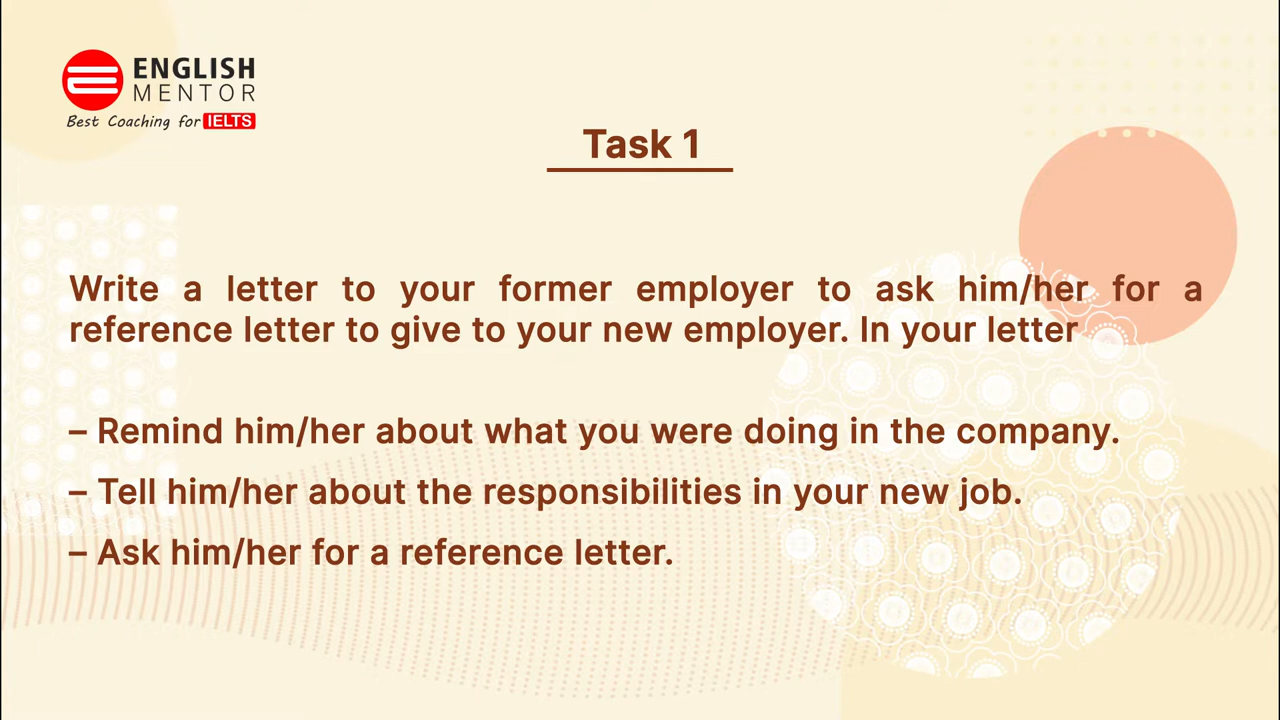 ENGLISH
MENTOR
Best Coaching for IELTS
Task 1
Write a letter to your former employer to ask him/her for a
reference letter to give to your new employer. In your letter
– Remind him/her about what you were doing in the company.
– Tell him/her about the responsibilities in your new job.
– Ask him/her for a reference letter.